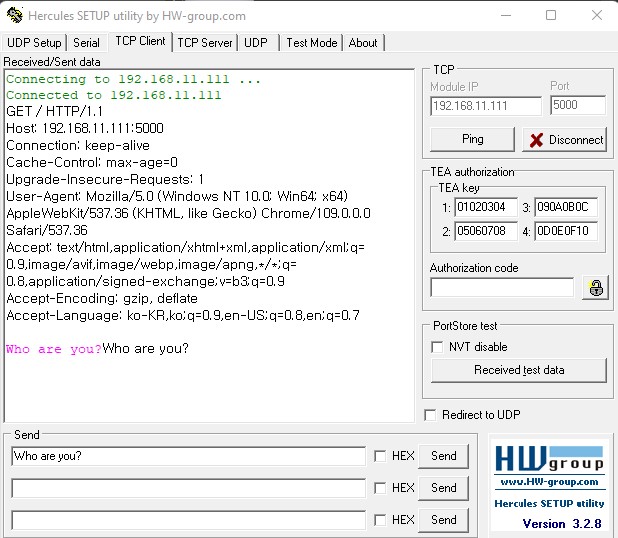 Hercules SETUP utility by HW-group.com
UDP Setup Serial TCP Client TCP Server UDP Test Mode About
Received/Sent data
Connecting to 192.168.11.111 ...
Connected to 192.168.11.111
GET / HTTP/1.1
Host: 192.168.11.111:5000
Connection: keep-alive
Cache-Control: max-age=0
Upgrade-Insecure-Requests: 1
User-Agent: Mozilla/5.0 (Windows NT 10.0; Win64; x64)
AppleWebKit/537.36 (KHTML, like Gecko) Chrome/109.0.0.0
Safari/537.36
Accept: text/html,application/xhtml+xml,application/xml;q=
0.9,image/avif,image/webp,image/apng,*/*;q=
0.8,application/signed-exchange;v=b3;q=0.9
Accept-Encoding: gzip, deflate
Accept-Language: ko-KR,ko;q=0.9,en-US;q=0.8,en;q=0.7
Who are you?Who are you?
TCP
Module IP Port
192.168.11.111 5000
Ping Disconnect
TEA authorization
TEA key
1: 01020304 3: 090A0B0C
2: 05060708 4: 0D0E0F10
Authorization code
PortStore test
NVT disable
Received test data
Redirect to UDP
Send
Who are you? HEX Send
HEX Send
HEX Send
HWgroup
www.HW-group.com
Hercules SETUP utility
Version 3.2.8